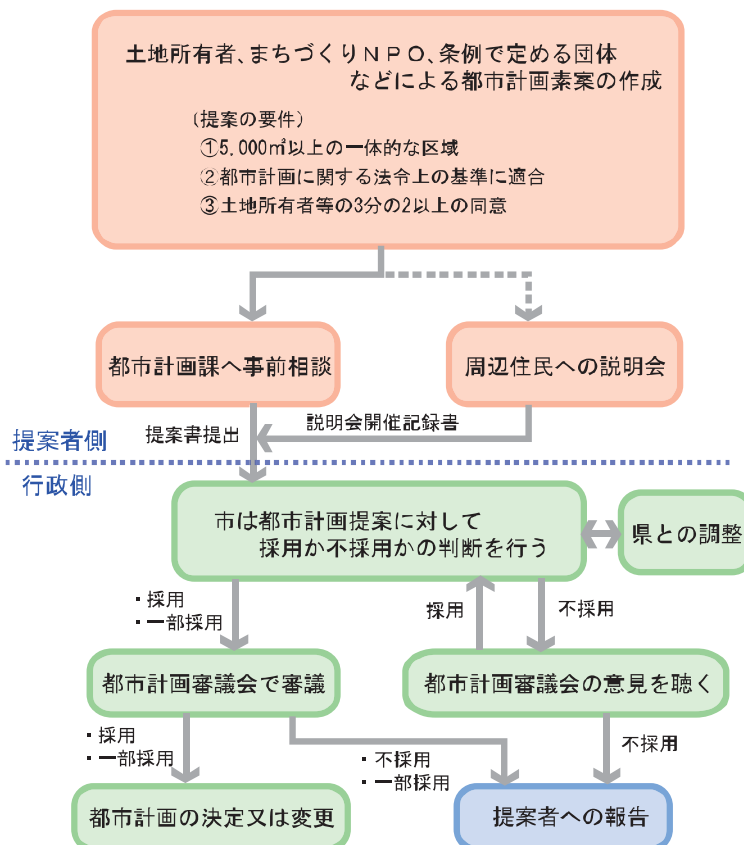 土地所有者、まちづくりNPO、条例で定める団体
などによる都市計画素案の作成
(提案の要件)
①5,000㎡以上の一体的な区域
②都市計画に関する法令上の基準に適合
③土地所有者等の3分の2以上の同意
都市計画課へ事前相談
周辺住民への説明会
提案書提出
説明会開催記録書
提案者側
行政側
市は都市計画提案に対して
採用か不採用かの判断を行う
県との調整
・採用
・一部採用
採用
不採用
都市計画審議会で審議
都市計画審議会の意見を聴く
・採用
・一部採用
・不採用
・一部採用
不採用
都市計画の決定又は変更
提案者への報告